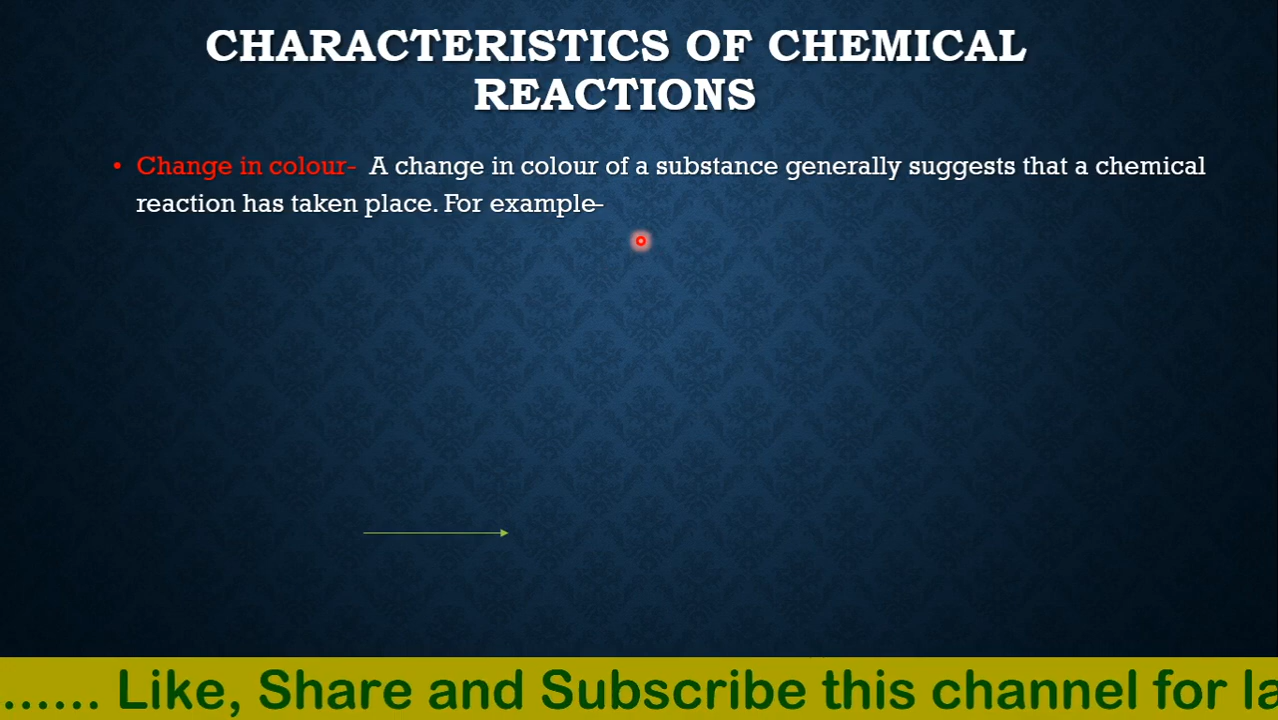 CHARACTERISTICS OF CHEMICAL
REACTIONS
• Change in colour- A change in colour of a substance generally suggests that a chemical
reaction has taken place. For example–
...... Like, Share and Subscribe this channel for la